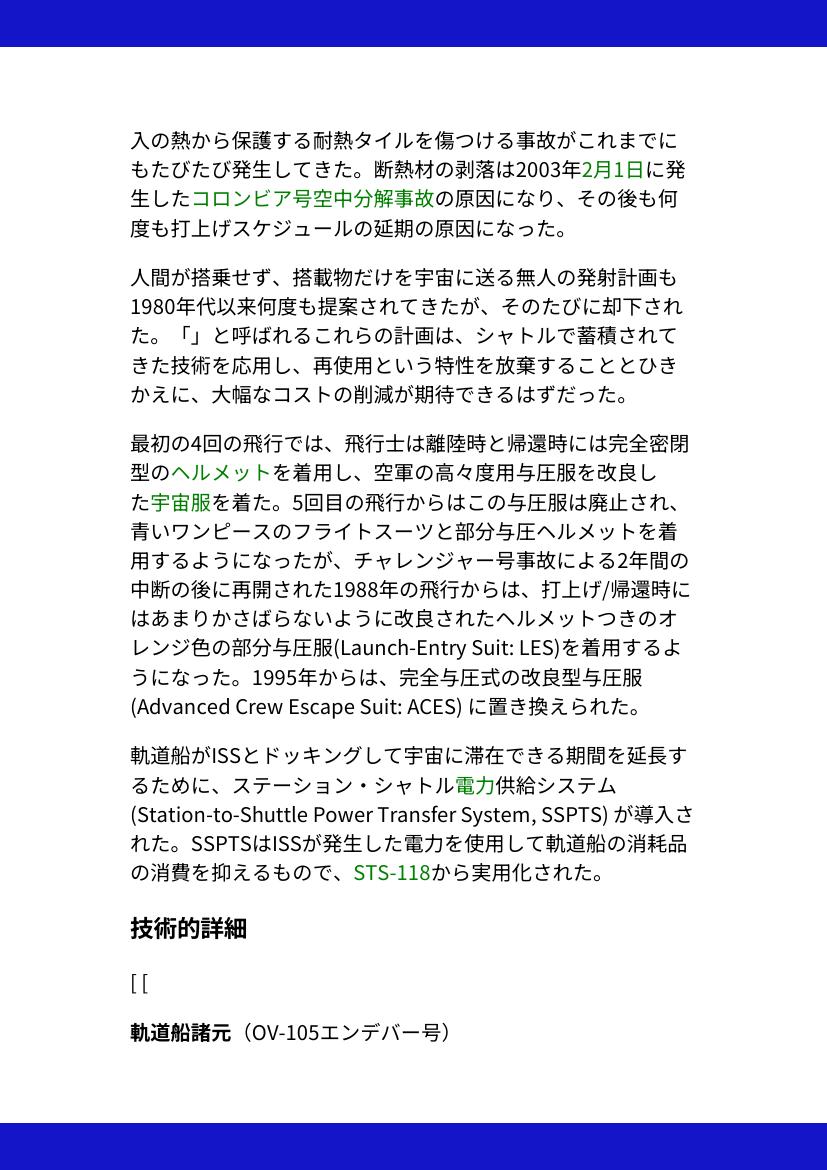 入の熱から保護する耐熱タイルを傷つける事故がこれまでに
もたびたび発生してきた。断熱材の剥落は2003年2月1日に発
生したコロンビア号空中分解事故の原因になり、その後も何
度も打上げスケジュールの延期の原因になった。
人間が搭乗せず、搭載物だけを宇宙に送る無人の発射計画も
1980年代以来何度も提案されてきたが、そのたびに却下され
た。「」と呼ばれるこれらの計画は、シャトルで蓄積されて
きた技術を応用し、再使用という特性を放棄することとひき
かえに、大幅なコストの削減が期待できるはずだった。
最初の4回の飛行では、飛行士は離陸時と帰還時には完全密閉
型のヘルメットを着用し、空軍の高々度用与圧服を改良し
た宇宙服を着た。5回目の飛行からはこの与圧服は廃止され、
青いワンピースのフライトスーツと部分与圧ヘルメットを着
用するようになったが、チャレンジャー号事故による2年間の
中断の後に再開された1988年の飛行からは、打上げ/帰還時に
はあまりかさばらないように改良されたヘルメットつきのオ
レンジ色の部分与圧服(Launch-Entry Suit: LES)を着用するよ
うになった。1995年からは、完全与圧式の改良型与圧服
(Advanced Crew Escape Suit: ACES) に置き換えられた。
軌道船がISSとドッキングして宇宙に滞在できる期間を延長す
るために、ステーション・シャトル電力供給システム
(Station-to-Shuttle Power Transfer System, SSPTS) が導入さ
れた。SSPTSはISSが発生した電力を使用して軌道船の消耗品
の消費を抑えるもので、STS-118から実用化された。
技術的詳細
[ [
軌道船諸元（OV-105エンデバー号）